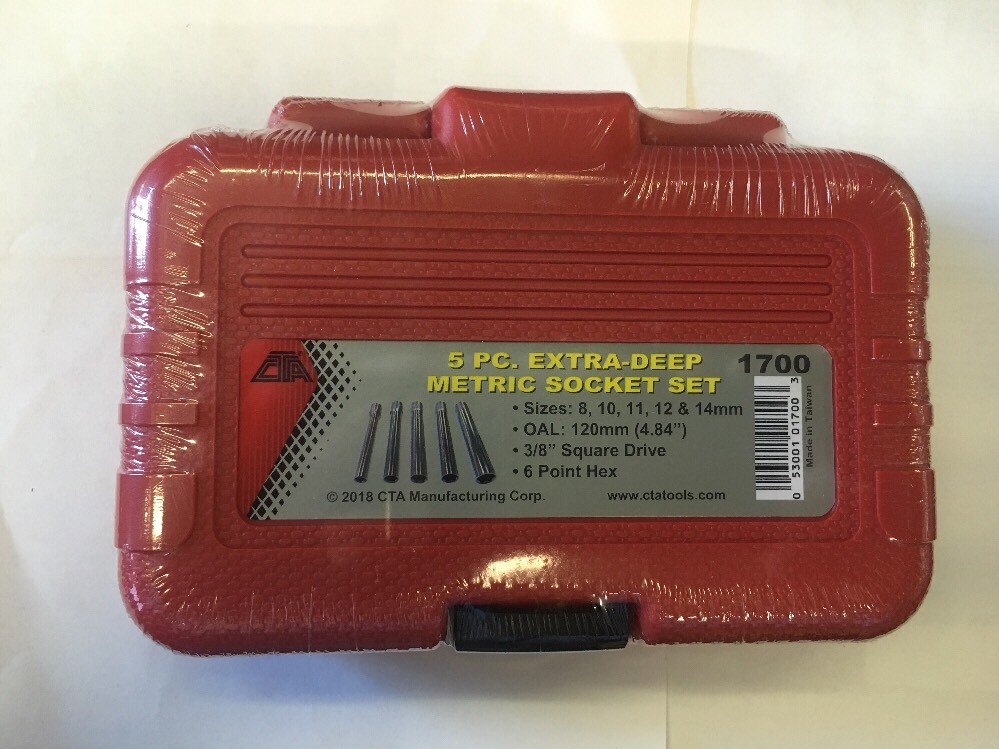 CTA
5 PC. EXTRA-DEEP
METRIC SOCKET SET
1700
• Sizes: 8, 10, 11, 12 & 14mm
• OAL: 120mm (4.84”)
• 3/8” Square Drive
• 6 Point Hex
© 2018 CTA Manufacturing Corp.
www.ctatools.com
0 53001 01700 3
Made in Taiwan